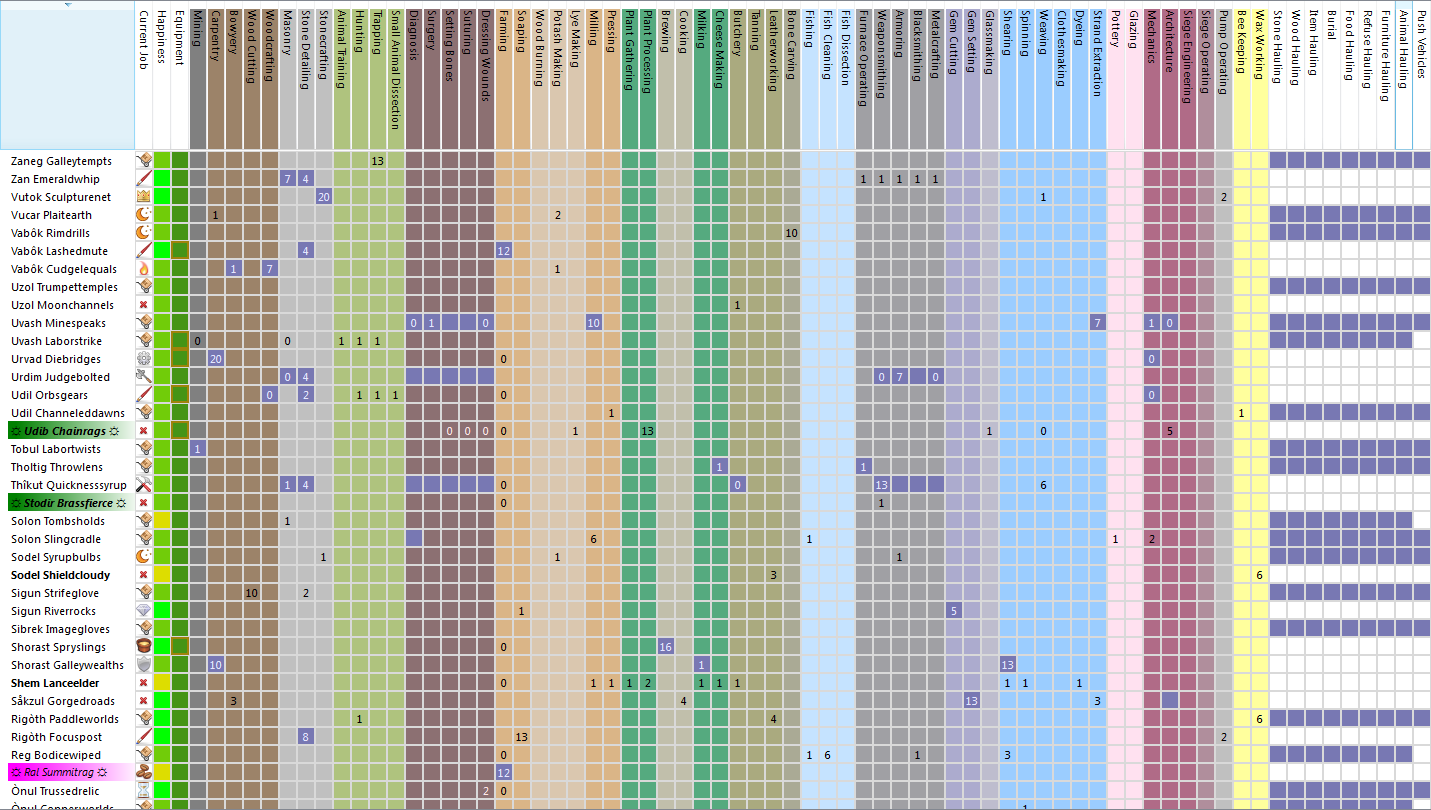 Current Job
Happiness
Equipment
Mining
Carpentry
Bowyery
Wood Cutting
Woodcrafting
Masonry
Stone Detailing
Stonecrafting
Animal Training
Hunting
Trapping
Small Animal Dissection
Diagnosis
Surgery
Setting Bones
Suturing
Dressing Wounds
Farming
Soaping
Wood Burning
Potash Making
Lye Making
Milling
Pressing
Plant Gathering
Plant Processing
Brewing
Cooking
Milking
Cheese Making
Butchery
Tanning
Leatherworking
Bone Carving
Fishing
Fish Cleaning
Fish Dissection
Furnace Operating
Weaponsmithing
Armoring
Blacksmithing
Metalcrafting
Gem Cutting
Gem Setting
Glassmaking
Shearing
Spinning
Weaving
Clothesmaking
Dyeing
Strand Extraction
Pottery
Glazing
Mechanics
Architecture
Siege Engineering
Siege Operating
Pump Operating
Bee Keeping
Wax Working
Stone Hauling
Wood Hauling
Item Hauling
Burial
Food Hauling
Refuse Hauling
Furniture Hauling
Animal Hauling
Push Vehicles
Zaneg Galleytempts 13
Zan Emeraldwhip 7 4 1 1 1 1 1
Vutok Sculpturenet 20 1 2
Vucar Plaitearth 1 2
Vabôk Rimdrills 10
Vabôk Lashedmute 4 12
Vabôk Cudgelequals 1 7 1
Uzol Trumpettemples
Uzol Moonchannels 1
Uvash Minespeaks 0 1 0 10 7 1 0
Uvash Laborstrike 0 0 1 1 1
Urvad Diebridges 20 0 0
Urdim Judgebolted 0 4 0 7 0
Udil Orbsgears 0 2 1 1 1 0 0
Udil Channeleddawns 1 1
Udib Chainrags 0 0 0 0 1 13 1 0 5
Tobul Labortwists 1
Tholtig Throwlens 1 1
Thîkut Quicknesssyrup 1 4 0 0 13 6
Stodir Brassfierce 0 1
Solon Tombsholds 1
Solon Slingcradle 6 1 1 2
Sodel Syrupbulbs 1 1 1
Sodel Shieldcloudy 3 6
Sigun Strifeglove 10 2
Sigun Riverrocks 1 5
Sibrek Imagegloves
Shorast Spryslings 0 16
Shorast Galleywealths 10 1 13
Shem Lanceelder 0 1 1 1 2 1 1 1 1 1 1
Såkzul Gorgedroads 3 4 13 3
Rigòth Paddleworlds 1 4 6
Rigòth Focuspost 8 13 2
Reg Bodicewiped 0 1 6 1 3
Ral Summitrag 12
Ònul Trussedrelic 2 0